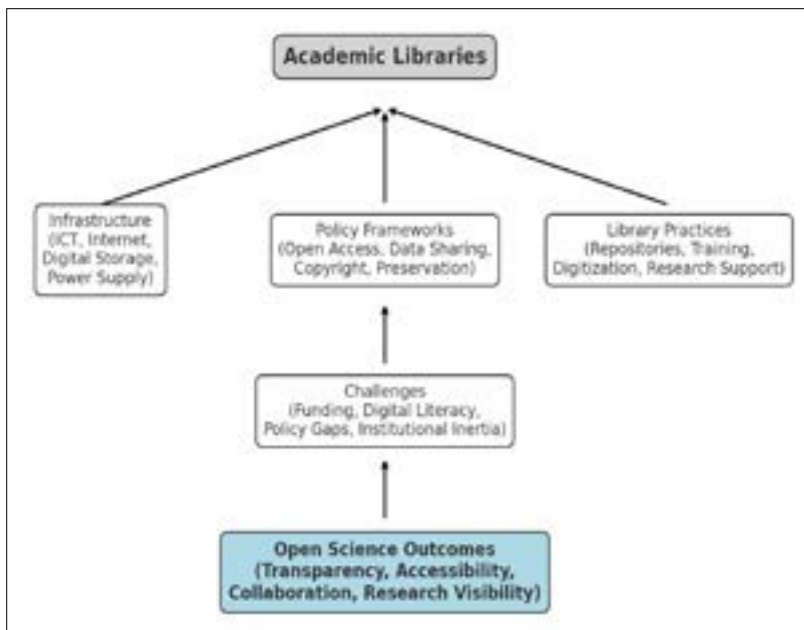 Academic Libraries
Infrastructure
(ICT, Internet,
Digital Storage,
Power Supply)
Policy Frameworks
(Open Access, Data Sharing,
Copyright, Preservation)
Library Practices
(Repositories, Training,
Digitization, Research Support)
Challenges
(Funding, Digital Literacy,
Policy Gaps, Institutional Inertia)
Open Science Outcomes
(Transparency, Accessibility,
Collaboration, Research Visibility)